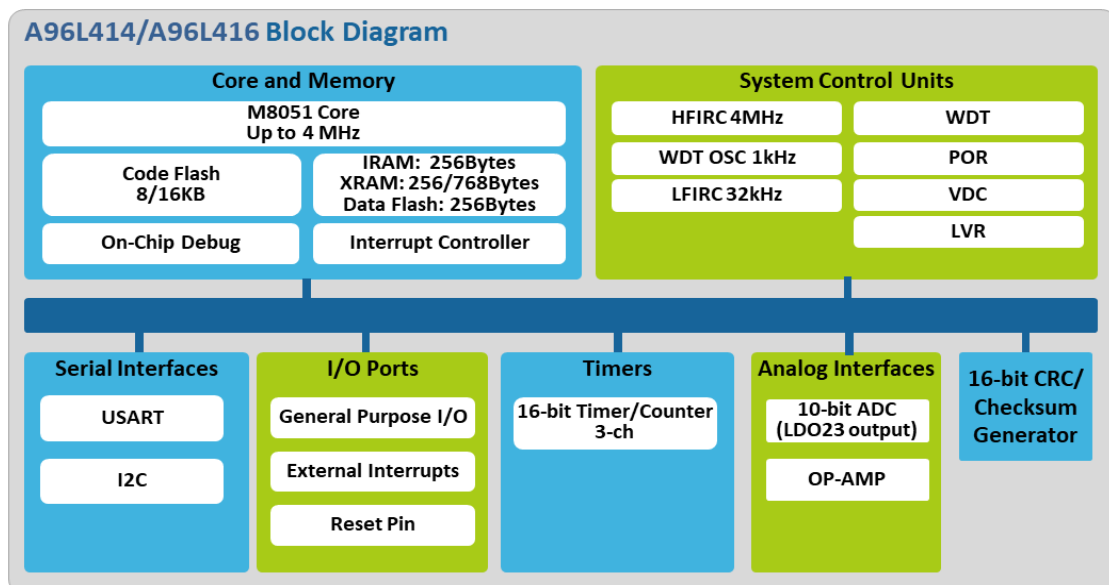 A96L414/A96L416 Block Diagram
Core and Memory
M8051 Core
Up to 4 MHz
Code Flash
8/16KB
IRAM: 256Bytes
XRAM: 256/768Bytes
Data Flash: 256Bytes
On-Chip Debug
Interrupt Controller
System Control Units
HFIRC 4MHz
WDT
WDT OSC 1kHz
POR
LFIRC 32kHz
VDC
LVR
Serial Interfaces
USART
I2C
I/O Ports
General Purpose I/O
External Interrupts
Reset Pin
Timers
16-bit Timer/Counter
3-ch
Analog Interfaces
10-bit ADC
(LDO23 output)
OP-AMP
16-bit CRC/
Checksum
Generator